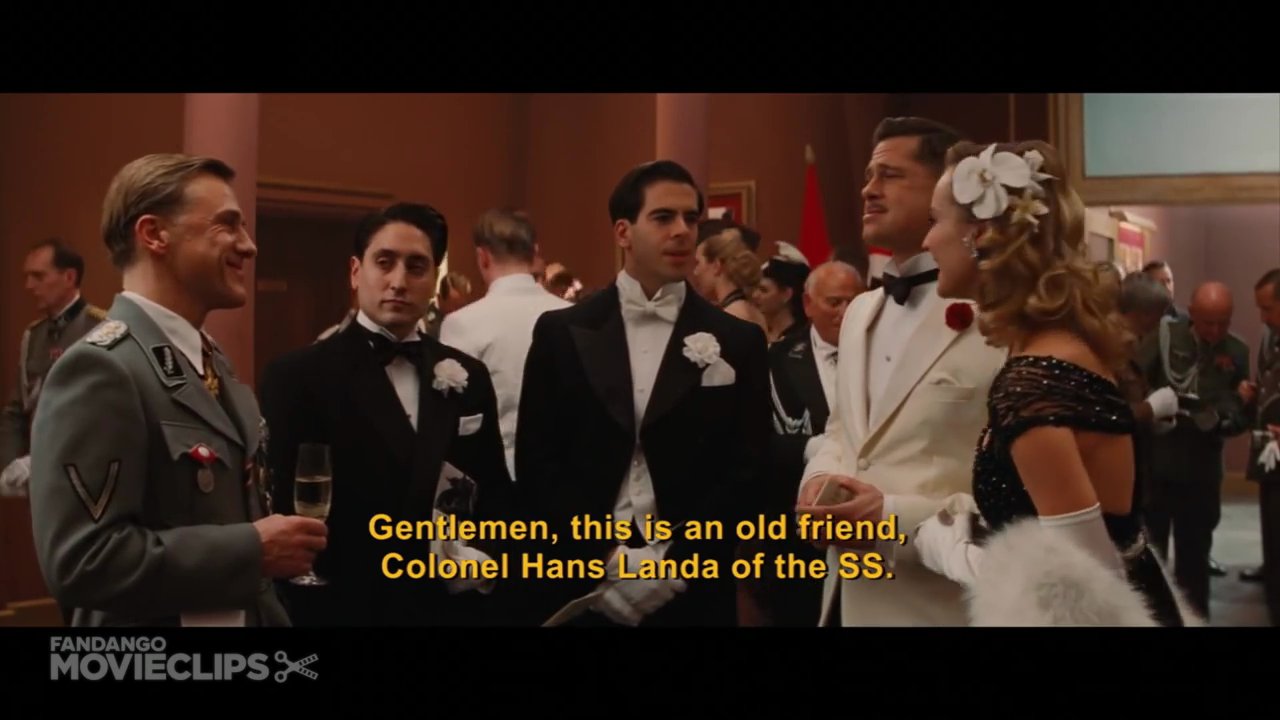 Gentlemen, this is an old friend,
Colonel Hans Landa of the SS.
FANDANGO
MOVIECLIPS